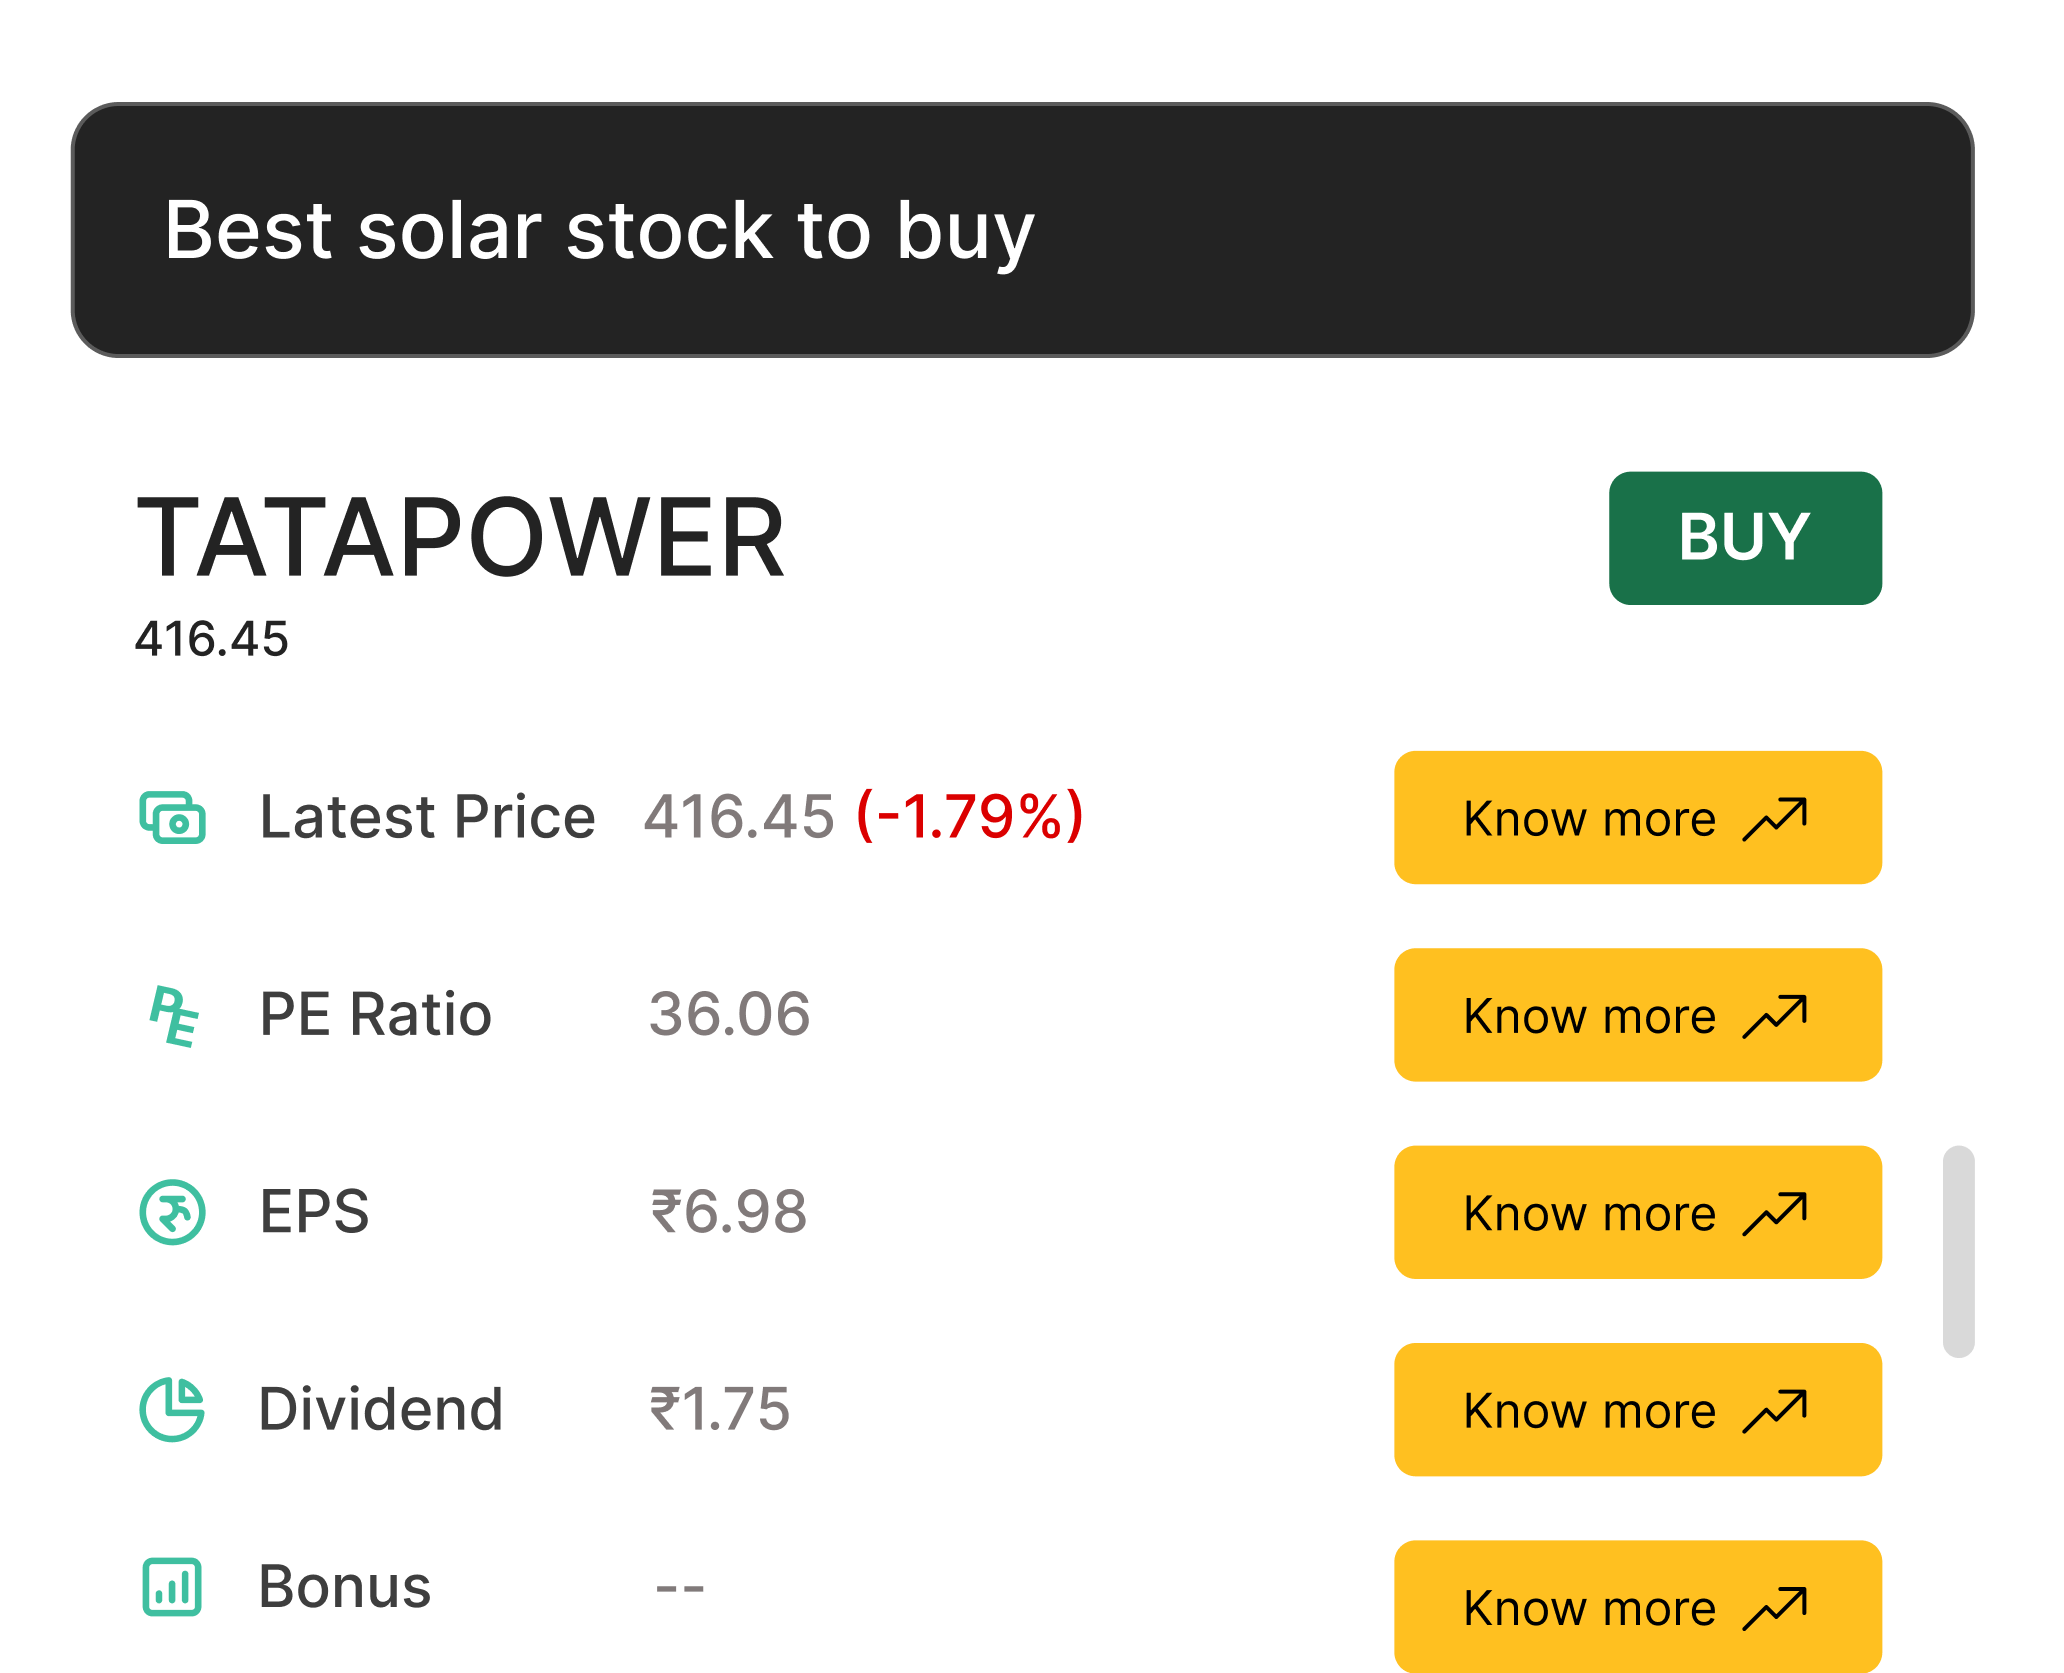 Best solar stock to buy
TATAPOWER
BUY
416.45
Latest Price 416.45 (-1.79%) Know more
PE Ratio 36.06 Know more
EPS ₹6.98 Know more
Dividend ₹1.75 Know more
Bonus -- Know more